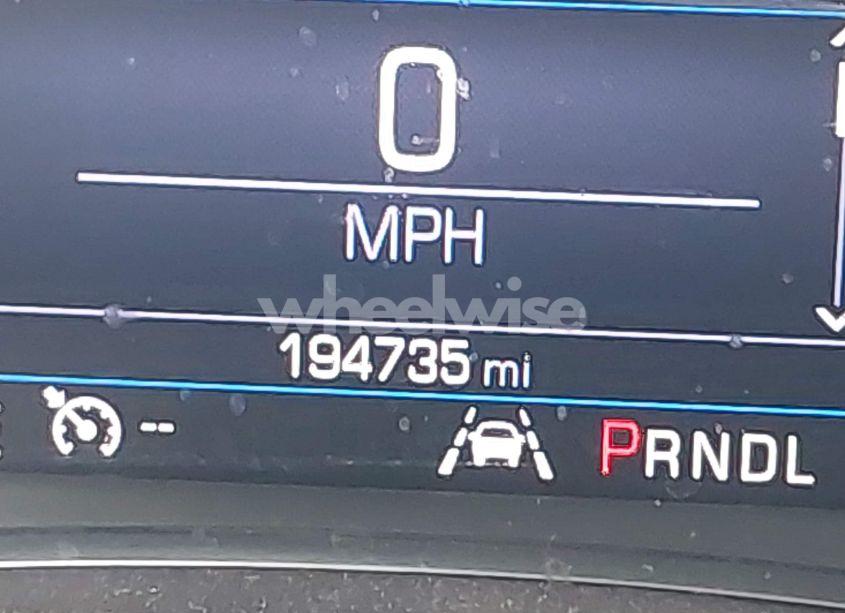 0
MPH
wheelwise
194735 mi
--
PRNDL